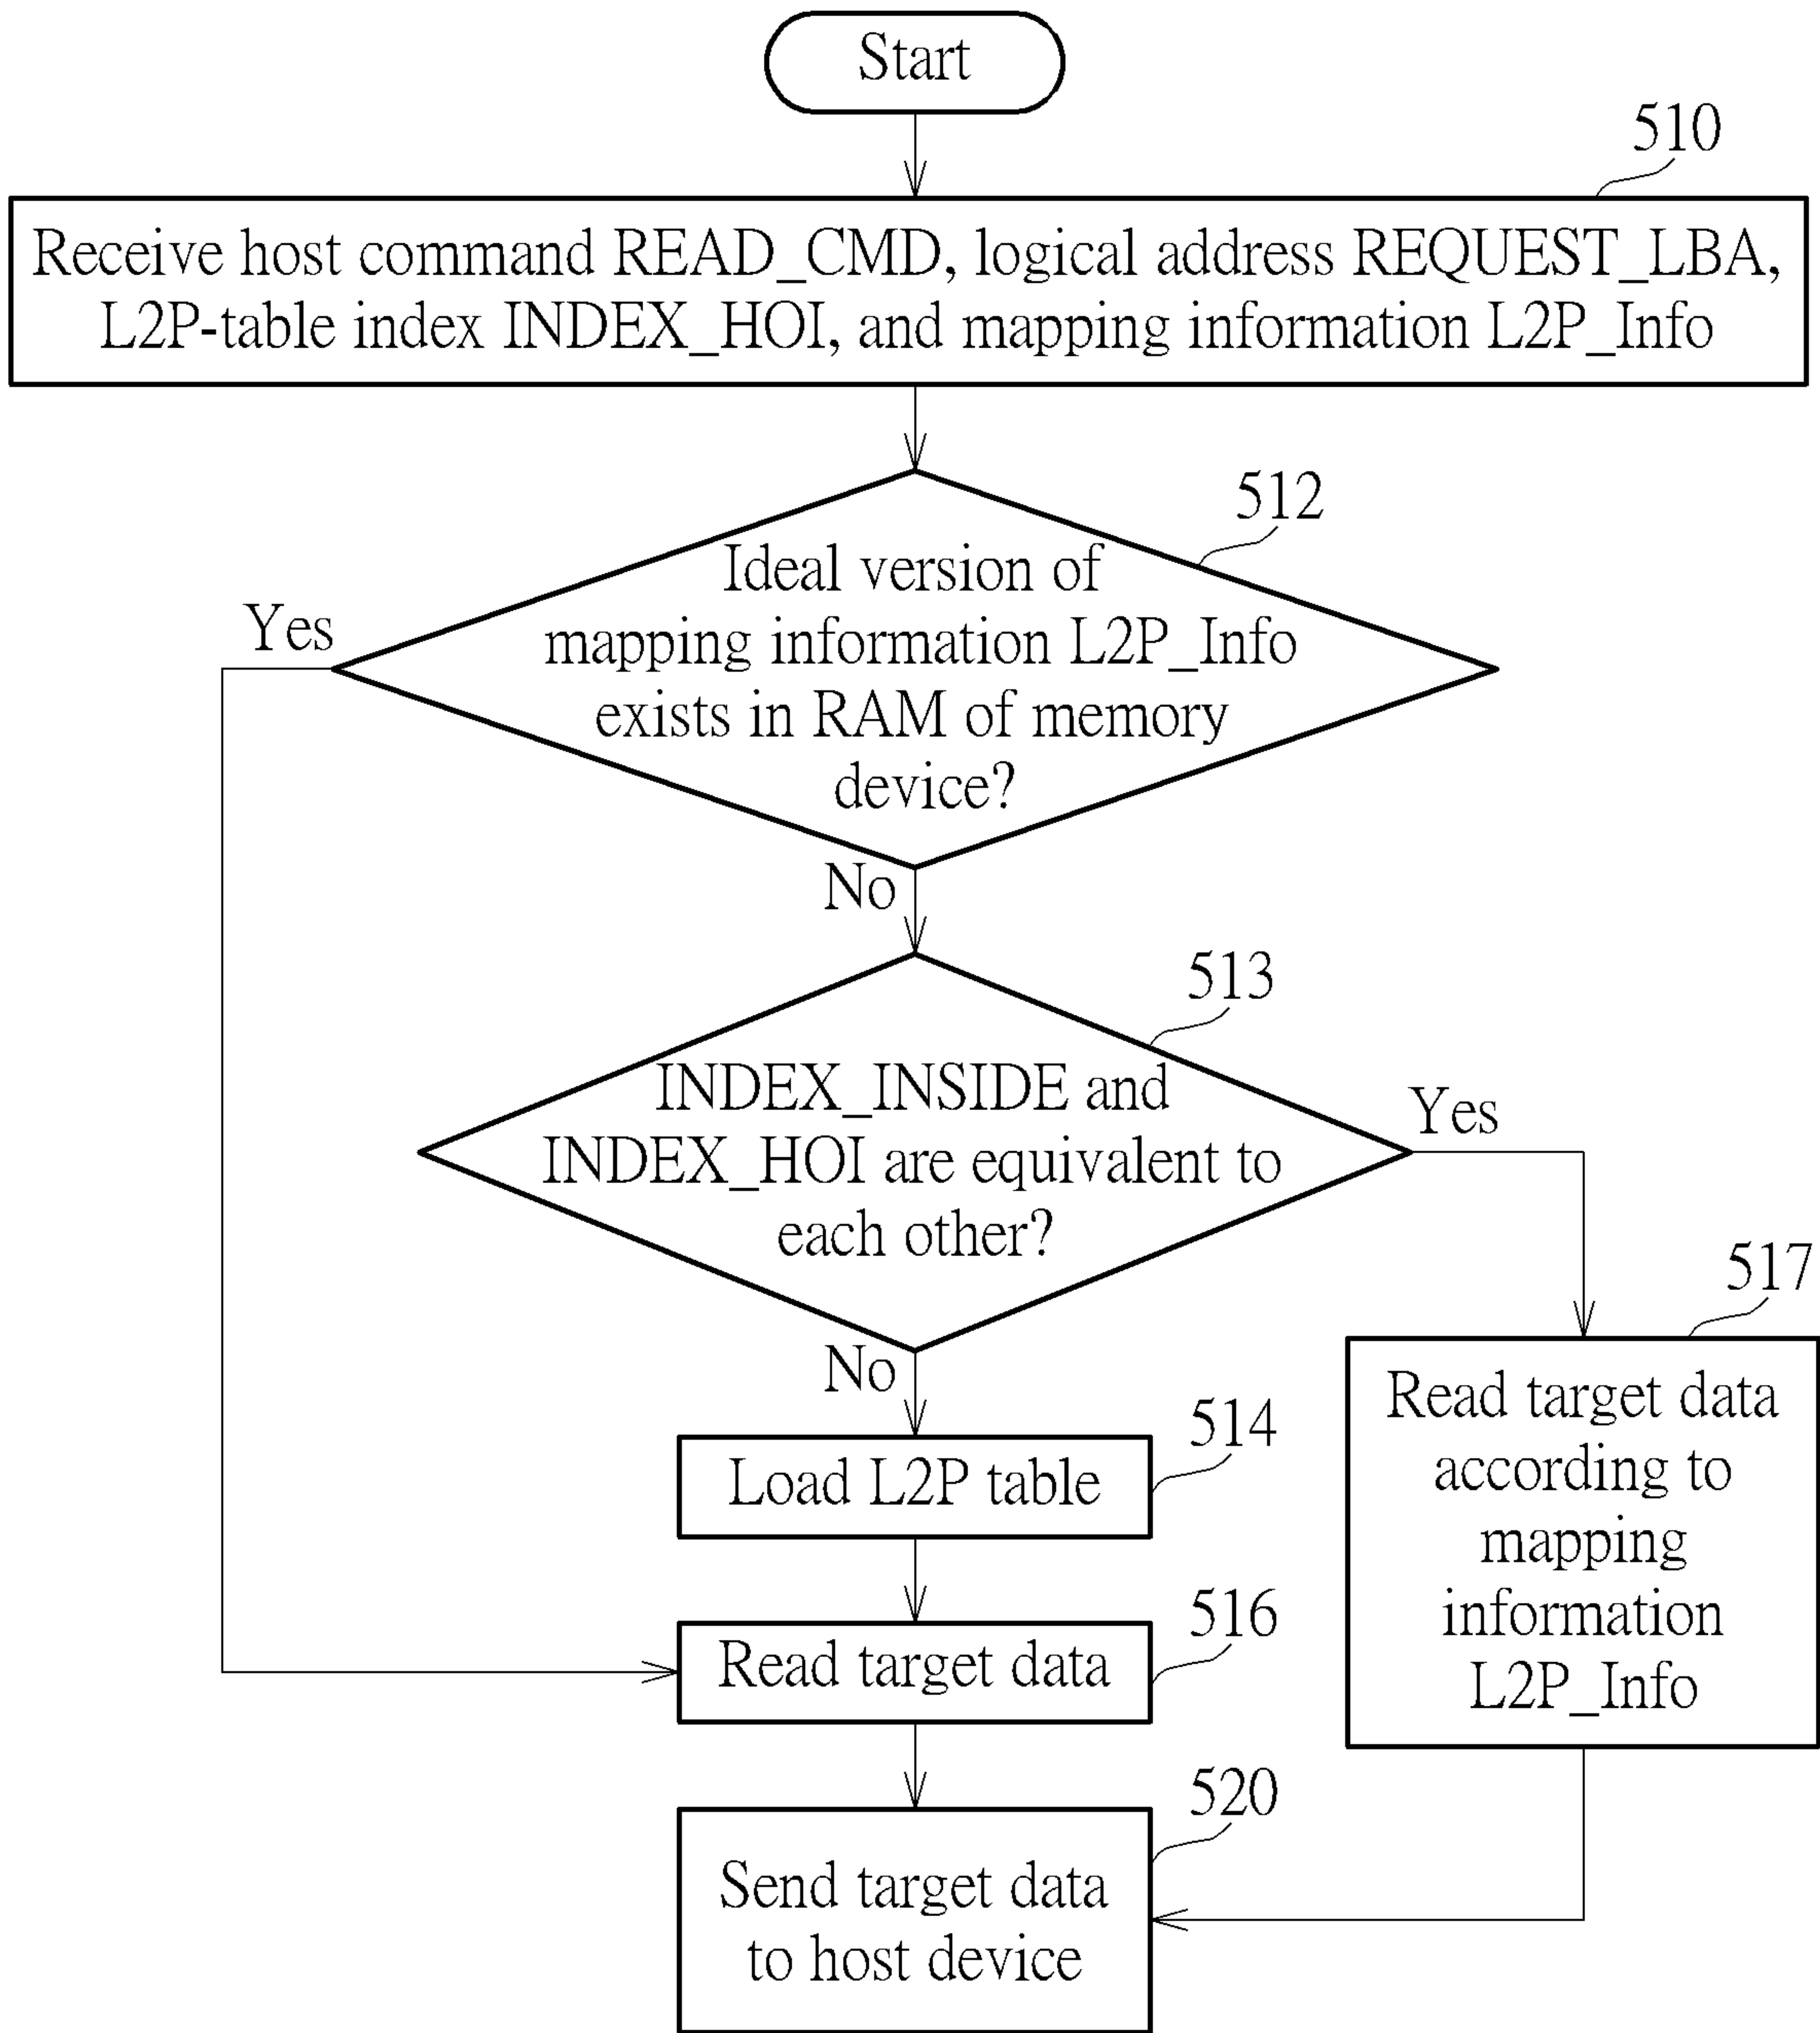 Start
510
Receive host command READ_CMD, logical address REQUEST_LBA,
L2P-table index INDEX_HOI, and mapping information L2P_Info
512
Ideal version of
mapping information L2P_Info
exists in RAM of memory
device?
Yes
No
513
INDEX_INSIDE and
INDEX_HOI are equivalent to
each other?
Yes
No
517
Read target data
according to
mapping
information
L2P_Info
514
Load L2P table
516
Read target data
520
Send target data
to host device